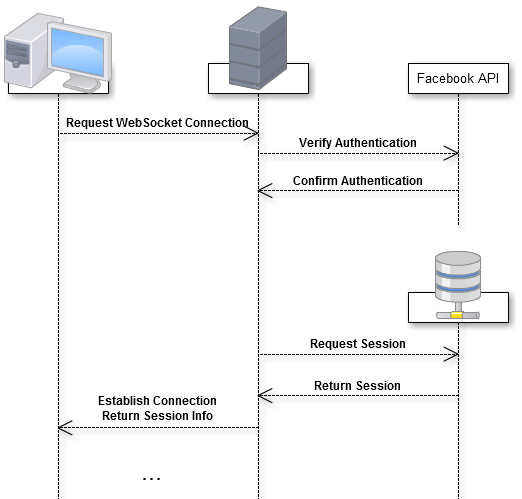 Facebook API
Request WebSocket Connection
Verify Authentication
Confirm Authentication
Request Session
Return Session
Establish Connection
Return Session Info
...